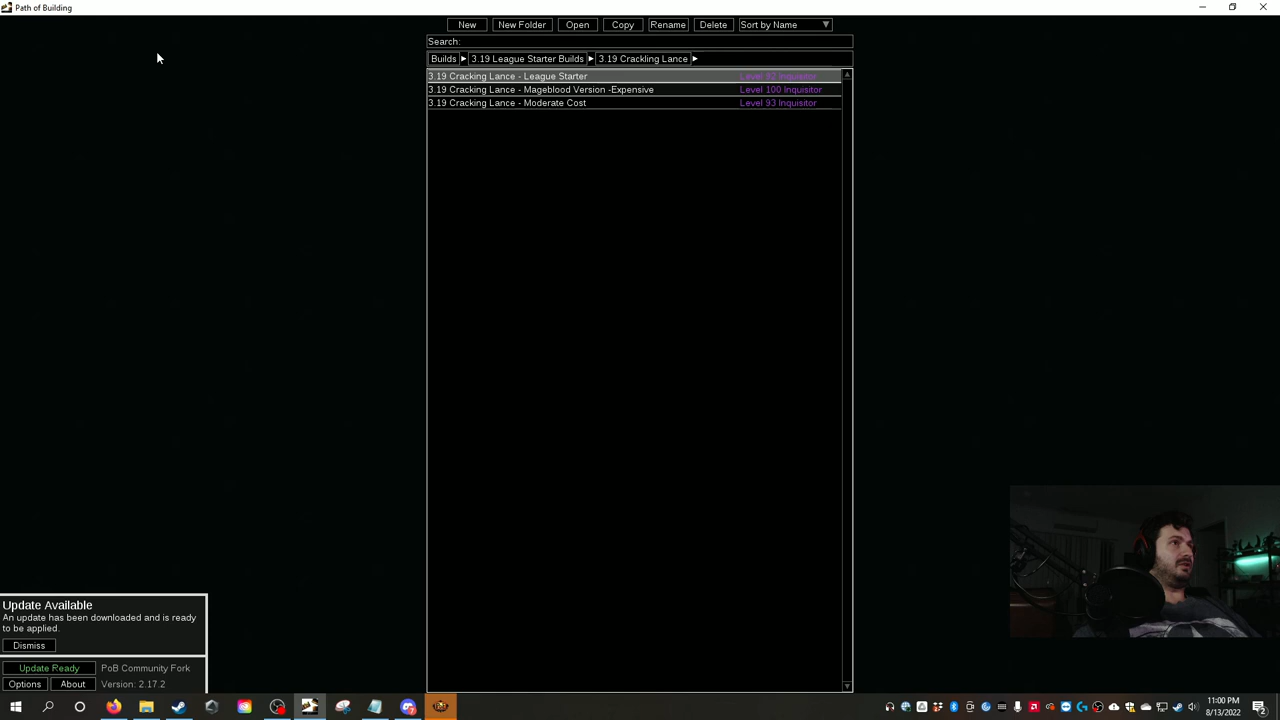 Path of Building
New New Folder Open Copy Rename Delete Sort by Name
Search:
Builds 3.19 League Starter Builds 3.19 Crackling Lance
3.19 Cracking Lance - League Starter Level 92 Inquisitor
3.19 Cracking Lance - Mageblood Version -Expensive Level 100 Inquisitor
3.19 Cracking Lance - Moderate Cost Level 93 Inquisitor
Update Available
An update has been downloaded and is ready
to be applied.
Dismiss
Update Ready PoB Community Fork
Options About Version: 2.17.2
11:00 PM
8/13/2022